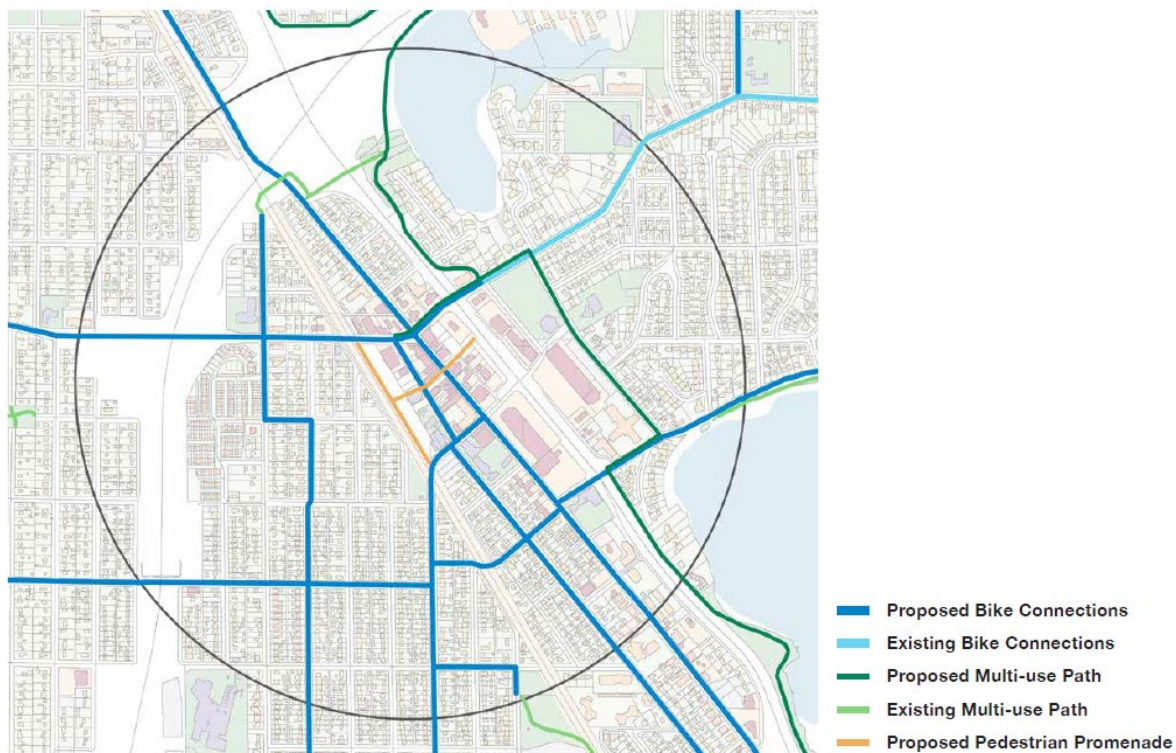 Proposed Bike Connections
Existing Bike Connections
Proposed Multi-use Path
Existing Multi-use Path
Proposed Pedestrian Promenade